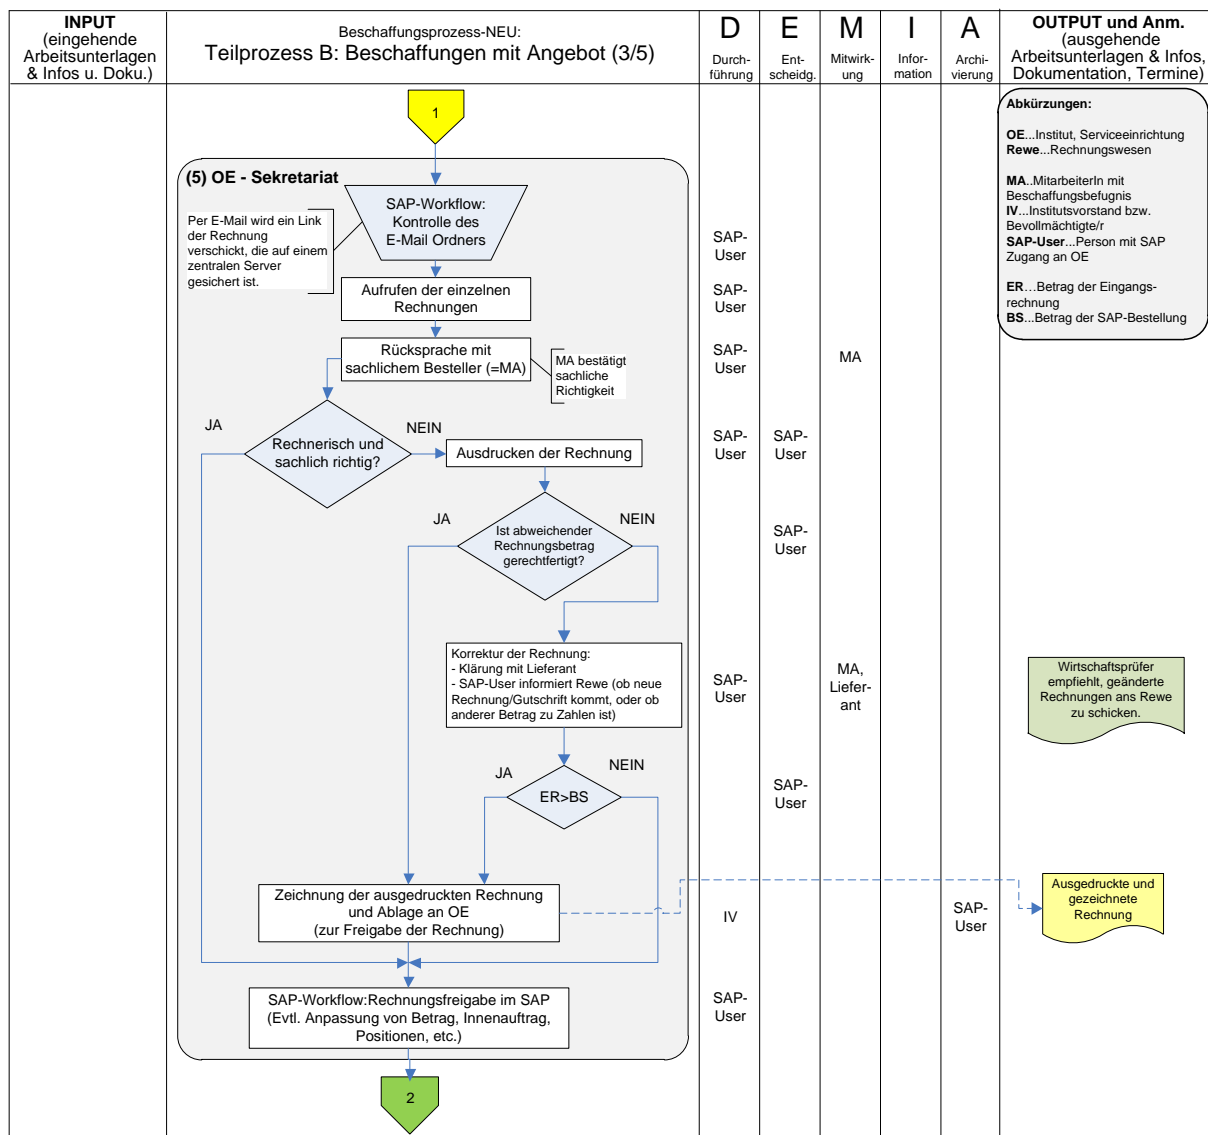 INPUT
(eingehende
Arbeitsunterlagen
& Infos u. Doku.)
Beschaffungsprozess-NEU:
Teilprozess B: Beschaffungen mit Angebot (3/5)
D
Durch-
führung
E
Ent-
scheidg.
M
Mitwirk-
ung
I
Infor-
mation
A
Archi-
vierung
OUTPUT und Anm.
(ausgehende
Arbeitsunterlagen & Infos,
Dokumentation, Termine)
1
Abkürzungen:
OE...Institut, Serviceeinrichtung
Rewe...Rechnungswesen
MA..MitarbeiterIn mit
Beschaffungsbefugnis
IV...Institutsvorstand bzw.
Bevollmächtigte/r
SAP-User...Person mit SAP
Zugang an OE
ER...Betrag der Eingangs-
rechnung
BS...Betrag der SAP-Bestellung
(5) OE - Sekretariat
SAP-Workflow:
Kontrolle des
E-Mail Ordners
Per E-Mail wird ein Link
der Rechnung
verschickt, die auf einem
zentralen Server
gesichert ist.
SAP-
User
Aufrufen der einzelnen
Rechnungen
SAP-
User
Rücksprache mit
sachlichem Besteller (=MA)
MA bestätigt
sachliche
Richtigkeit
SAP-
User
MA
JA
Rechnerisch und
sachlich richtig?
NEIN
Ausdrucken der Rechnung
SAP-
User
SAP-
User
JA
Ist abweichender
Rechnungsbetrag
gerechtfertigt?
NEIN
SAP-
User
Korrektur der Rechnung:
- Klärung mit Lieferant
- SAP-User informiert Rewe (ob neue
Rechnung/Gutschrift kommt, oder ob
anderer Betrag zu Zahlen ist)
SAP-
User
MA,
Liefer-
ant
Wirtschaftsprüfer
empfiehlt, geänderte
Rechnungen ans Rewe
zu schicken.
JA
ER>BS
NEIN
SAP-
User
Zeichnung der ausgedruckten Rechnung
und Ablage an OE
(zur Freigabe der Rechnung)
IV
SAP-
User
Ausgedruckte und
gezeichnete
Rechnung
SAP-Workflow:Rechnungsfreigabe im SAP
(Evtl. Anpassung von Betrag, Innenauftrag,
Positionen, etc.)
SAP-
User
2